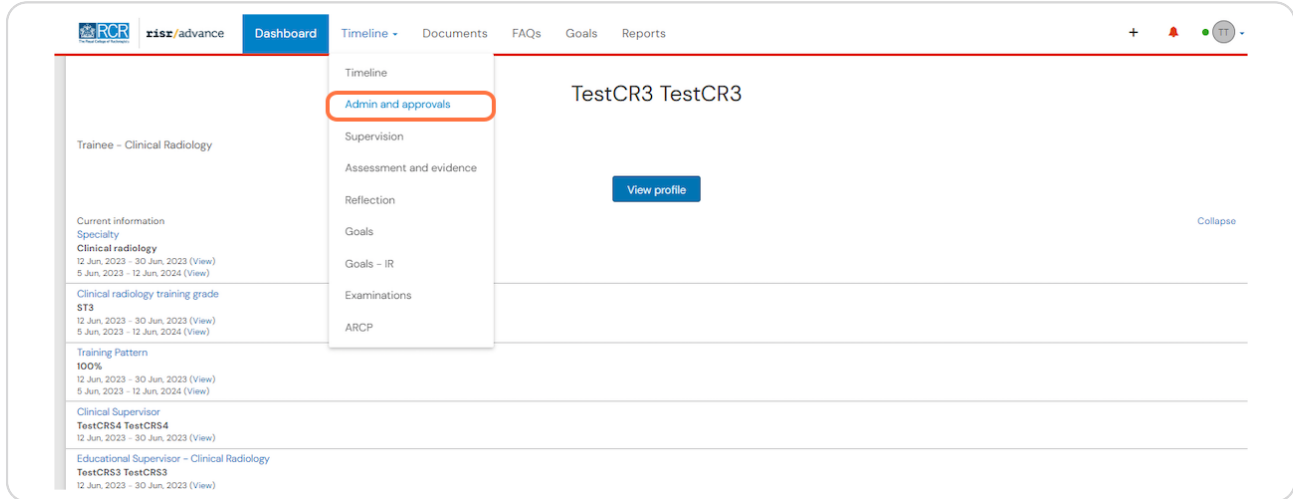 RCR
The Royal College of Radiologists
risr/advance
Dashboard
Timeline
Documents
FAQs
Goals
Reports
+
TT
Timeline
Admin and approvals
Supervision
Assessment and evidence
Reflection
Goals
Goals - IR
Examinations
ARCP
TestCR3 TestCR3
Trainee - Clinical Radiology
View profile
Current information
Collapse
Specialty
Clinical radiology
12 Jun, 2023 - 30 Jun, 2023 (View)
5 Jun, 2023 - 12 Jun, 2024 (View)
Clinical radiology training grade
ST3
12 Jun, 2023 - 30 Jun, 2023 (View)
5 Jun, 2023 - 12 Jun, 2024 (View)
Training Pattern
100%
12 Jun, 2023 - 30 Jun, 2023 (View)
5 Jun, 2023 - 12 Jun, 2024 (View)
Clinical Supervisor
TestCRS4 TestCRS4
12 Jun, 2023 - 30 Jun, 2023 (View)
Educational Supervisor - Clinical Radiology
TestCRS3 TestCRS3
12 Jun, 2023 - 30 Jun, 2023 (View)